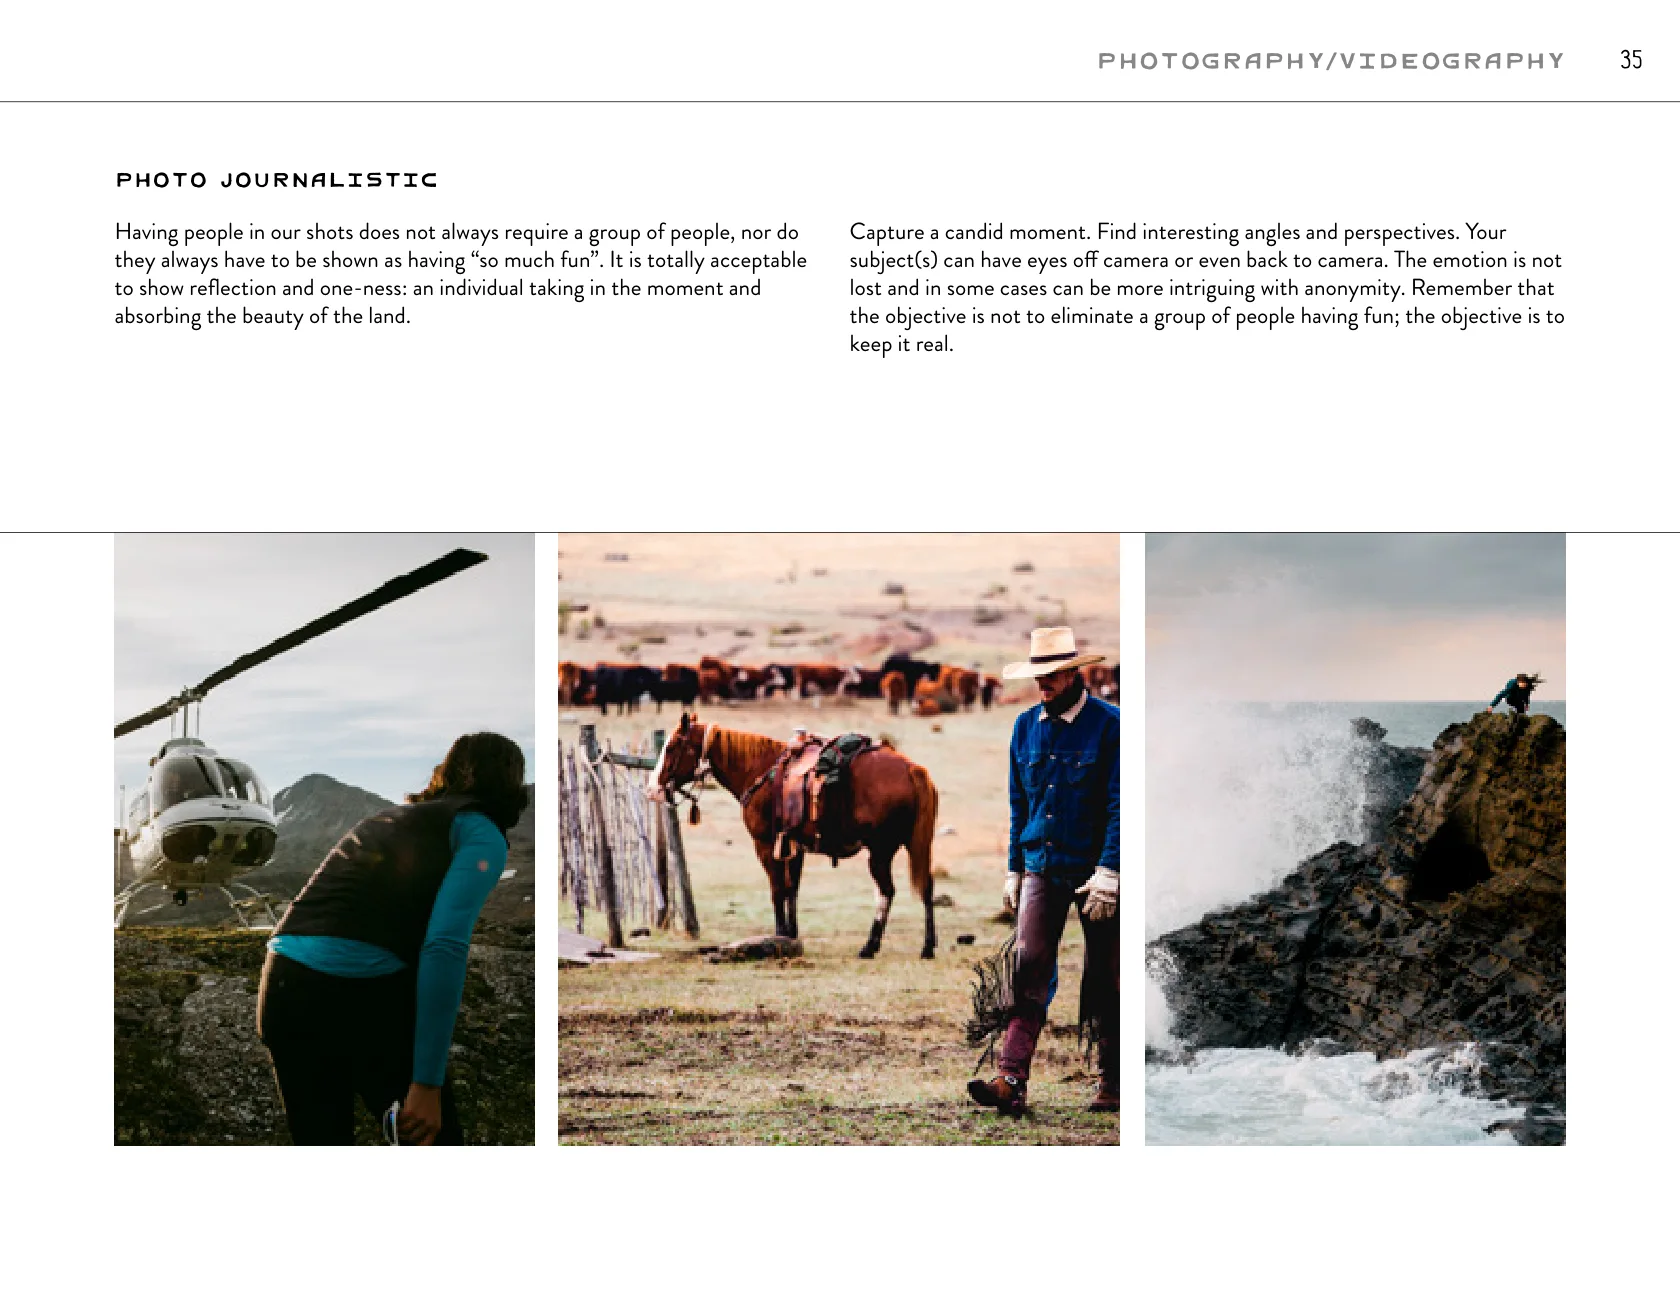 PHOTOGRAPHY/VIDEOGRAPHY 35
PHOTO JOURNALISTIC
Having people in our shots does not always require a group of people, nor do
they always have to be shown as having “so much fun”. It is totally acceptable
to show reflection and one-ness: an individual taking in the moment and
absorbing the beauty of the land.
Capture a candid moment. Find interesting angles and perspectives. Your
subject(s) can have eyes off camera or even back to camera. The emotion is not
lost and in some cases can be more intriguing with anonymity. Remember that
the objective is not to eliminate a group of people having fun; the objective is to
keep it real.